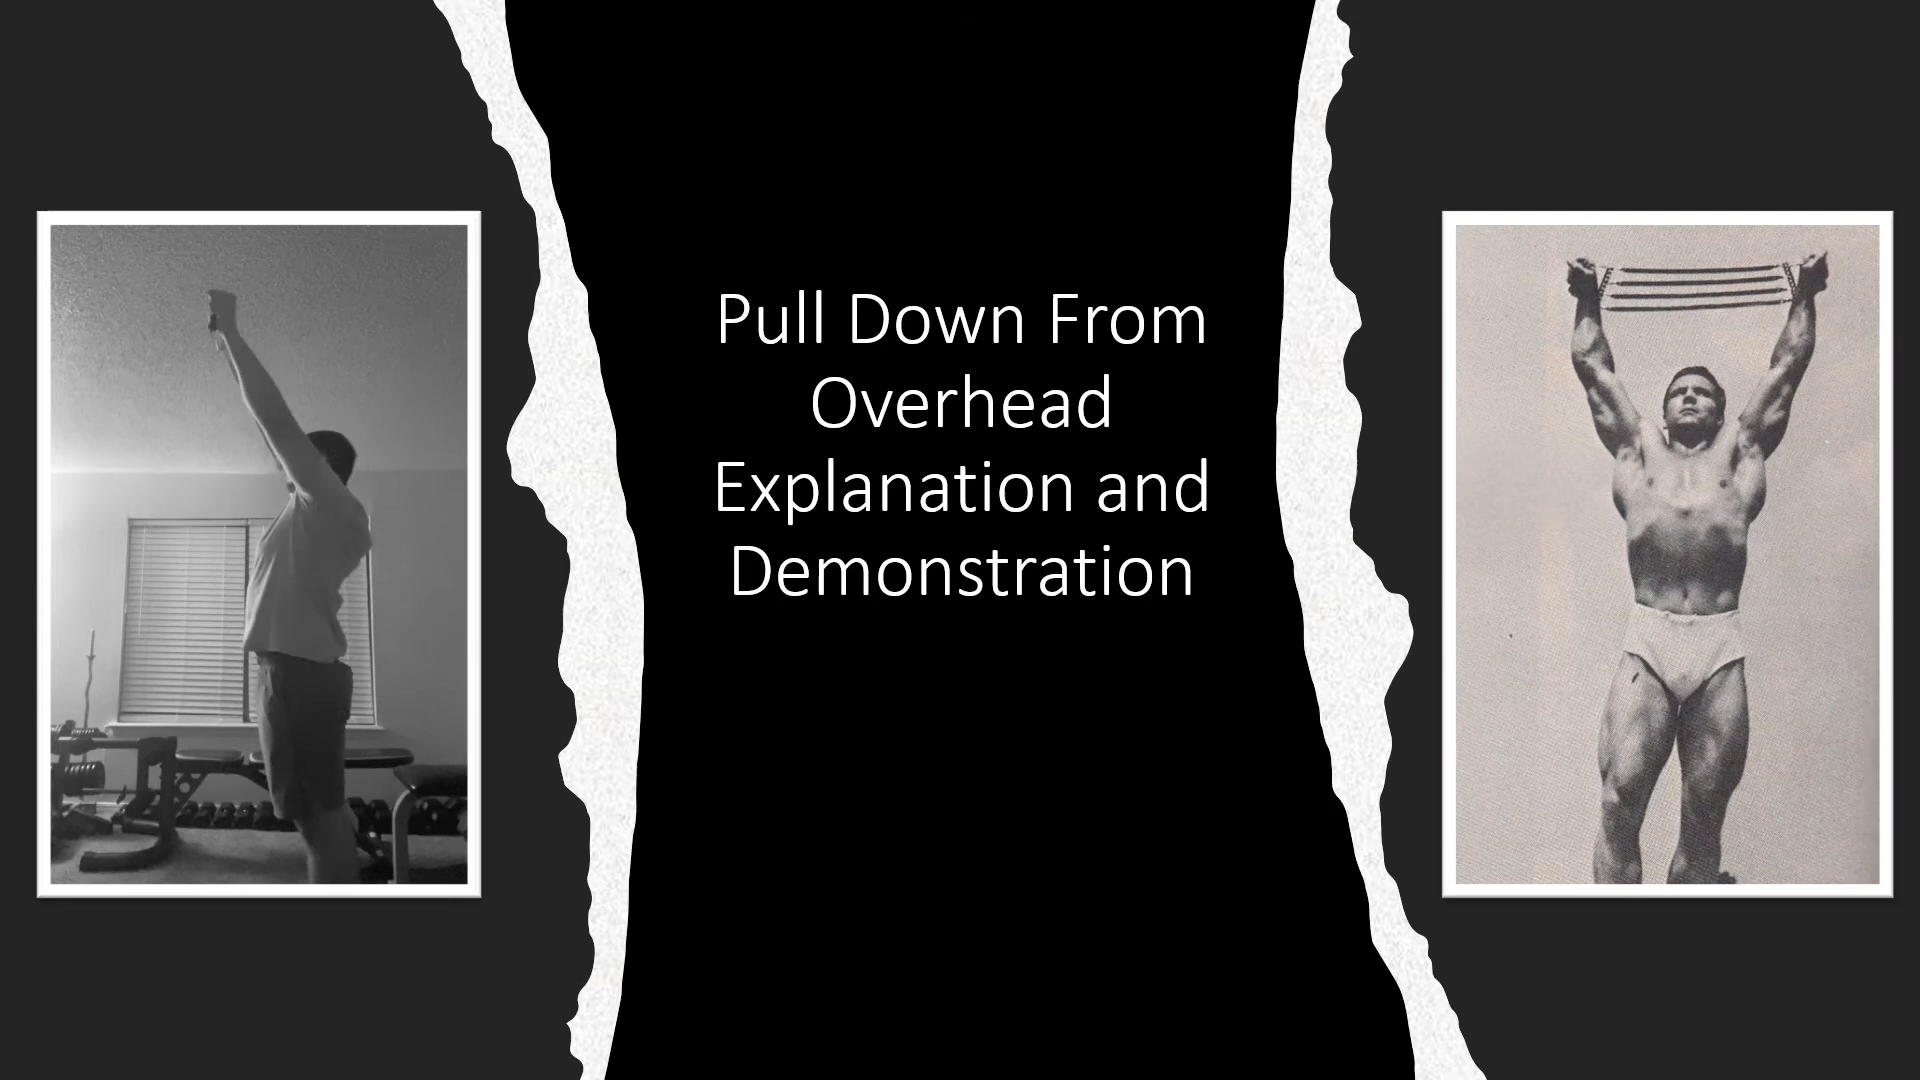 Pull Down From
Overhead
Explanation and
Demonstration